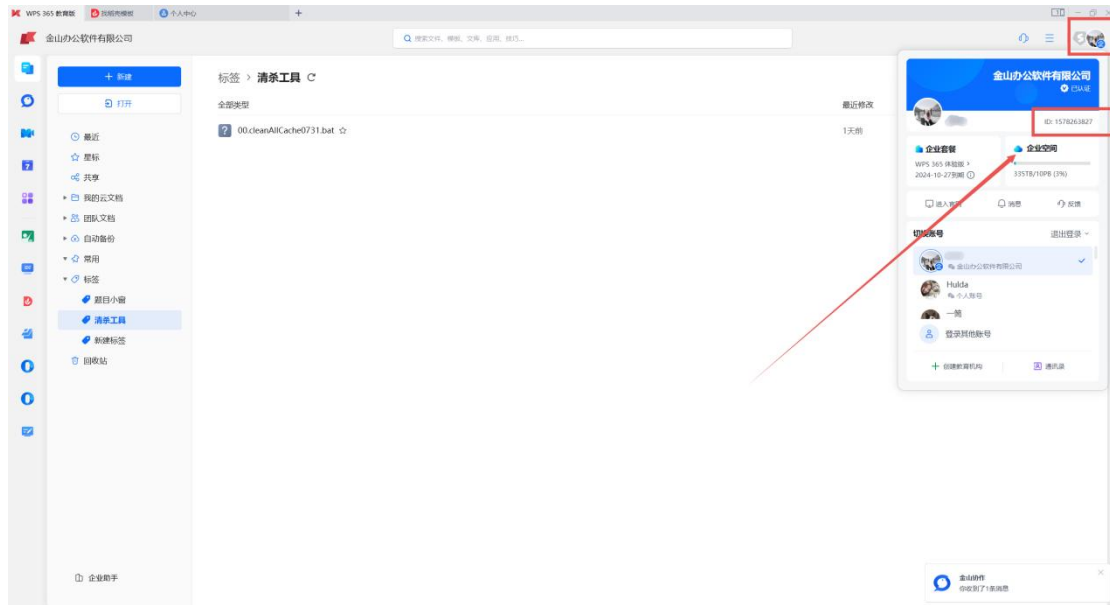 WPS 365 教育版
找稻壳模板
个人中心
金山办公软件有限公司
搜索文件、模板、文库、应用、技巧...
新建
打开
最近
星标
共享
我的云文档
团队文档
自动备份
常用
标签
题目小窗
清杀工具
新建标签
回收站
企业助手
标签 > 清杀工具
全部类型
最近修改
00.cleanAllCache0731.bat
1天前
金山办公软件有限公司
已认证
ID: 1578263827
企业套餐
企业空间
WPS 365 体验版 >
2024-10-27到期
335TB/10PB (3%)
消息
反馈
切换账号
退出登录
金山办公软件有限公司
Hulda
个人账号
一简
登录其他账号
创建教育机构
通讯录
金山协作
你收到了1条消息